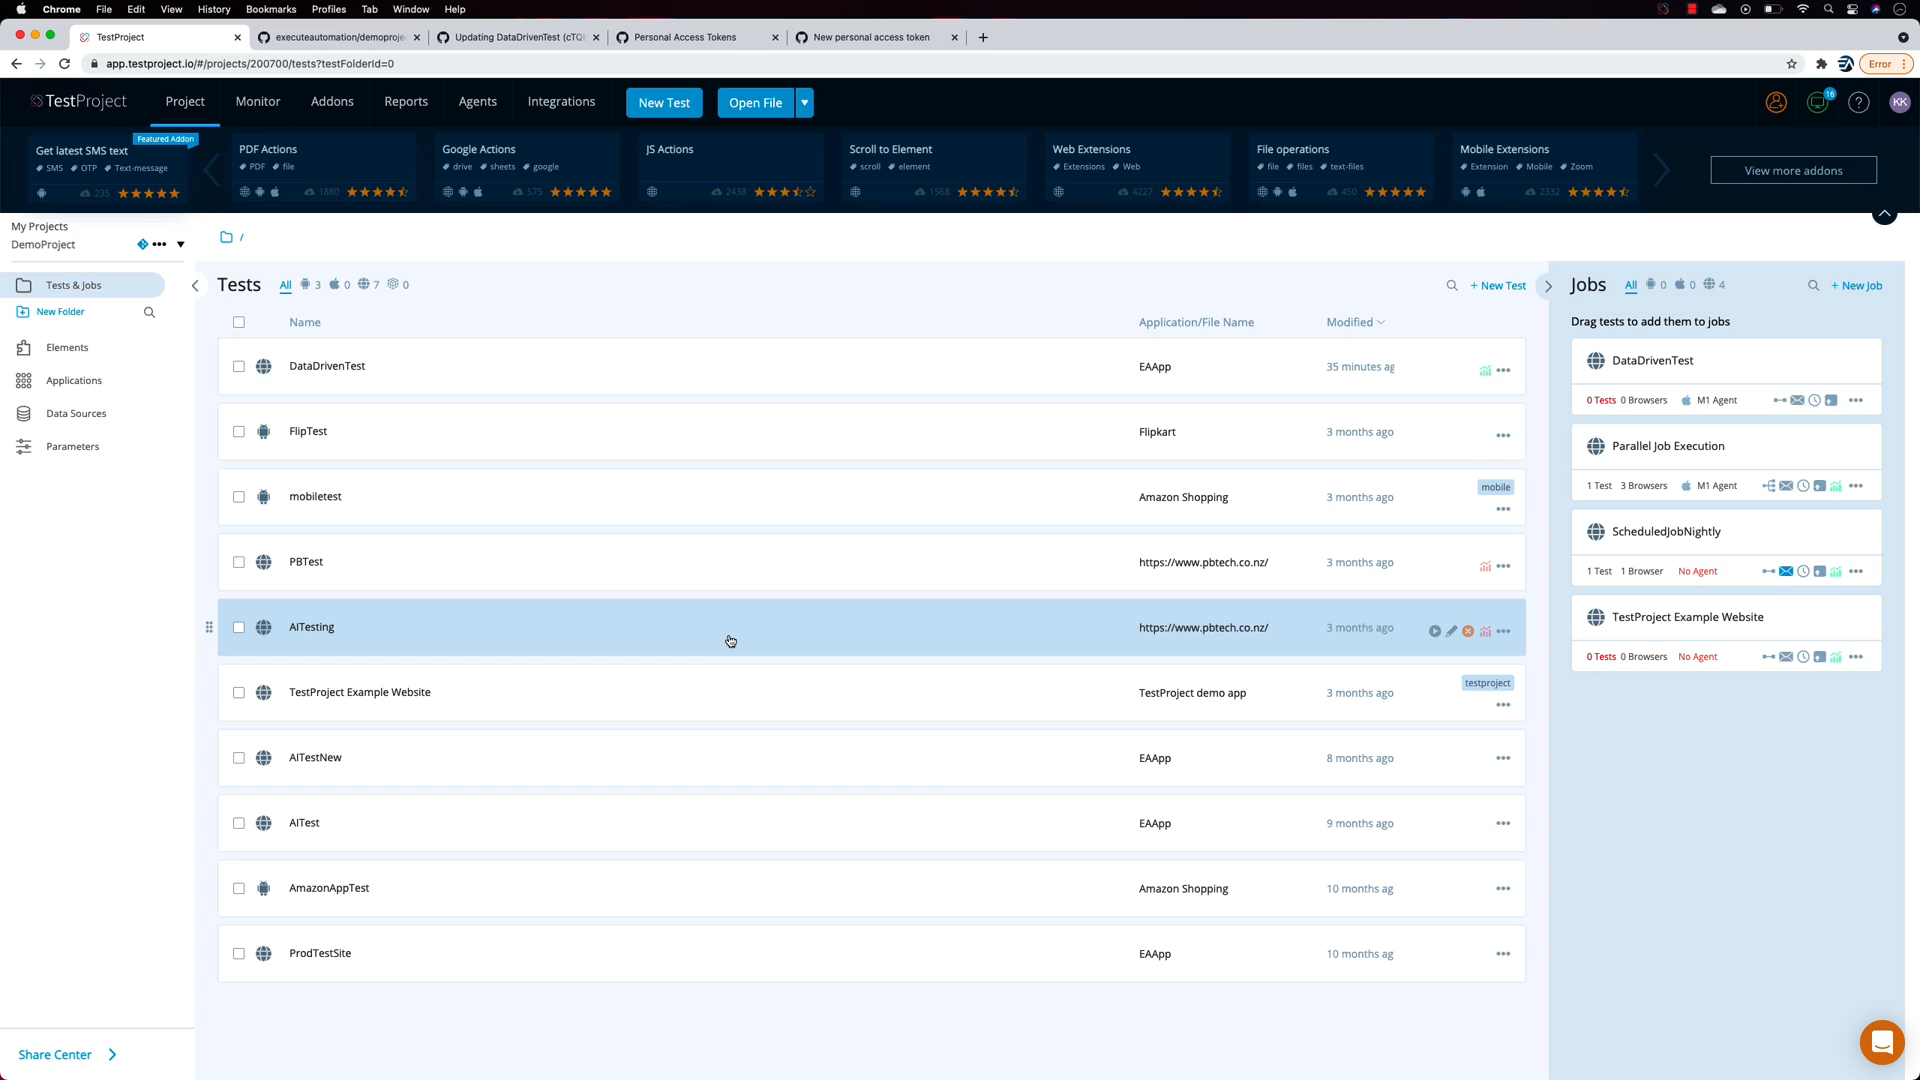 Chrome File Edit View History Bookmarks Profiles Tab Window Help
TestProject
executeautomation/demoproje
Updating DataDrivenTest (cTQ
Personal Access Tokens
New personal access token
app.testproject.io/#/projects/200700/tests?testFolderId=0
Error
TestProject Project Monitor Addons Reports Agents Integrations New Test Open File 16 KK
Featured Addon
Get latest SMS text
SMS OTP Text-message
235
PDF Actions
PDF file
1880
Google Actions
drive sheets google
575
JS Actions
2438
Scroll to Element
scroll element
1568
Web Extensions
Extensions Web
4227
File operations
file files text-files
450
Mobile Extensions
Extension Mobile Zoom
2332
View more addons
My Projects
DemoProject
/
Tests & Jobs
New Folder
Elements
Applications
Data Sources
Parameters
Share Center
Tests All 3 0 7 0 + New Test
Name Application/File Name Modified
DataDrivenTest EAApp 35 minutes ag
FlipTest Flipkart 3 months ago
mobiletest Amazon Shopping 3 months ago mobile
PBTest https://www.pbtech.co.nz/ 3 months ago
AITesting https://www.pbtech.co.nz/ 3 months ago
TestProject Example Website TestProject demo app 3 months ago testproject
AITestNew EAApp 8 months ago
AITest EAApp 9 months ago
AmazonAppTest Amazon Shopping 10 months ag
ProdTestSite EAApp 10 months ag
Jobs All 0 0 4 + New Job
Drag tests to add them to jobs
DataDrivenTest
0 Tests 0 Browsers M1 Agent
Parallel Job Execution
1 Test 3 Browsers M1 Agent
ScheduledJobNightly
1 Test 1 Browser No Agent
TestProject Example Website
0 Tests 0 Browsers No Agent